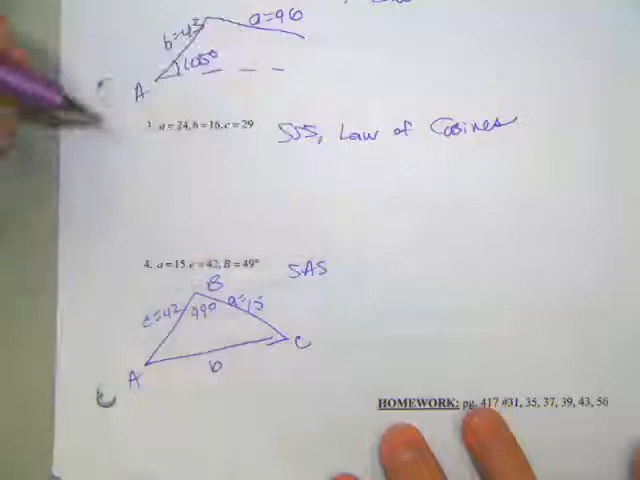 b=42
a=96
105°
A
3. a = 24, b = 16, c = 29 SSS, Law of Cosines
4. a = 15, c = 42, B = 49° SAS
B
c=42 49° a=15
C
b
A
HOMEWORK: pg. 417 #31, 35, 37, 39, 43, 56